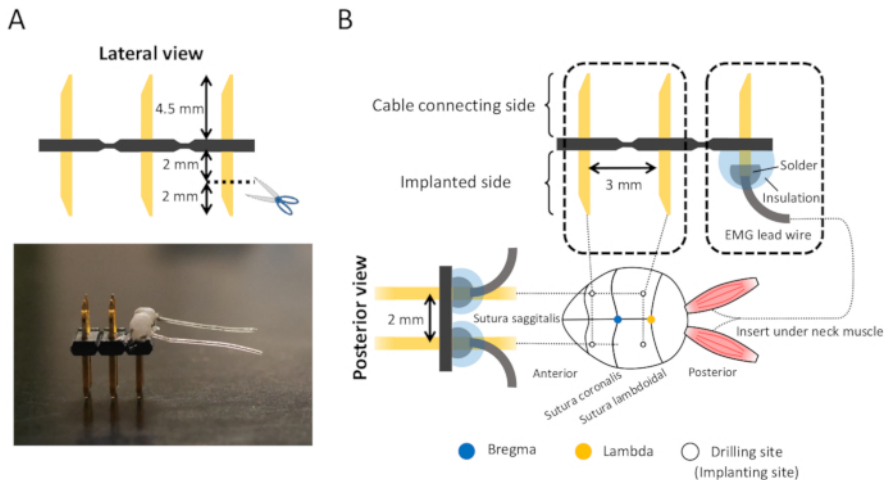 A
Lateral view
4.5 mm
2 mm
2 mm
B
Cable connecting side
Implanted side
3 mm
Solder
Insulation
EMG lead wire
Posterior view
2 mm
Sutura saggitalis
Insert under neck muscle
Anterior
Posterior
Sutura coronalis
Sutura lambdoidal
Bregma
Lambda
Drilling site
(Implanting site)